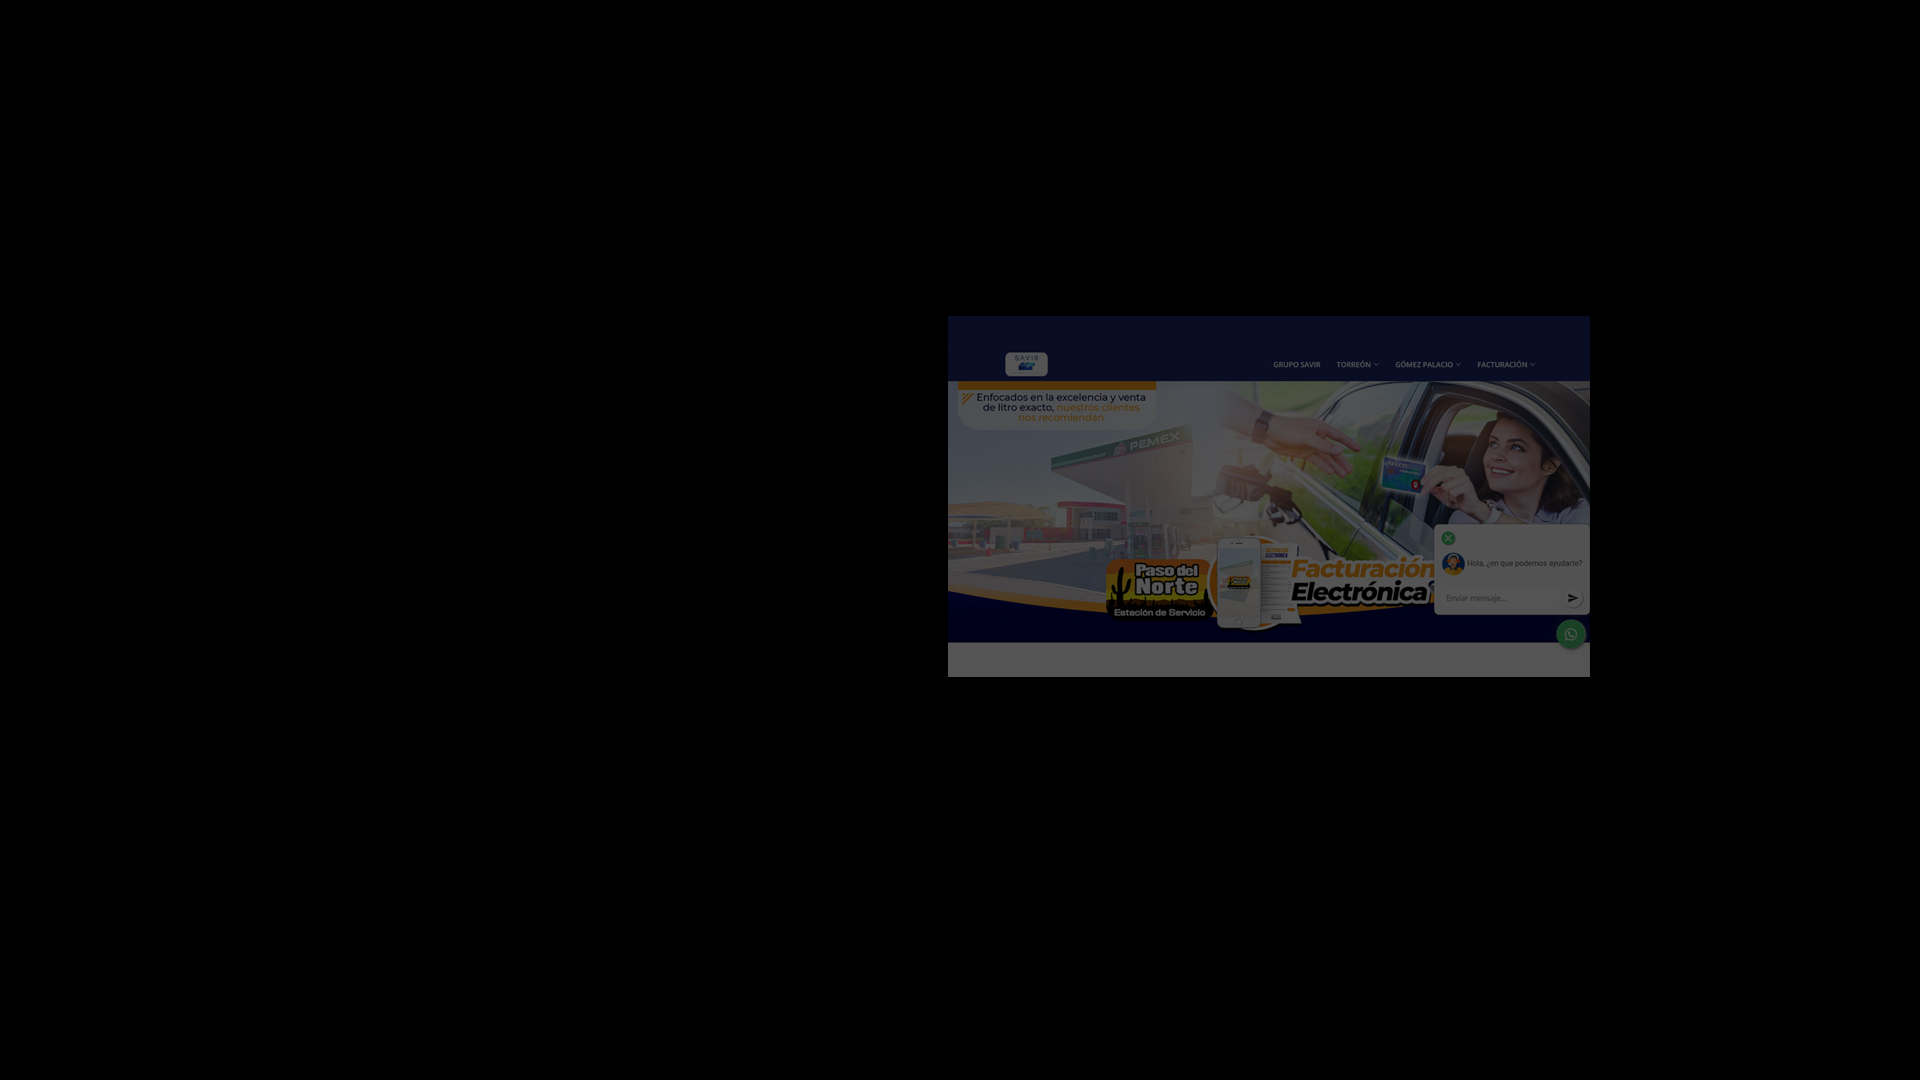 SAVIR
GRUPO SAVIR
TORREÓN
GÓMEZ PALACIO
FACTURACIÓN
Enfocados en la excelencia y venta
de litro exacto, nuestros clientes
nos recomiendan
PEMEX
Paso del
Norte
Estación de Servicio
Facturación
Electrónica
Hola, ¿en que podemos ayudarte?
Enviar mensaje...